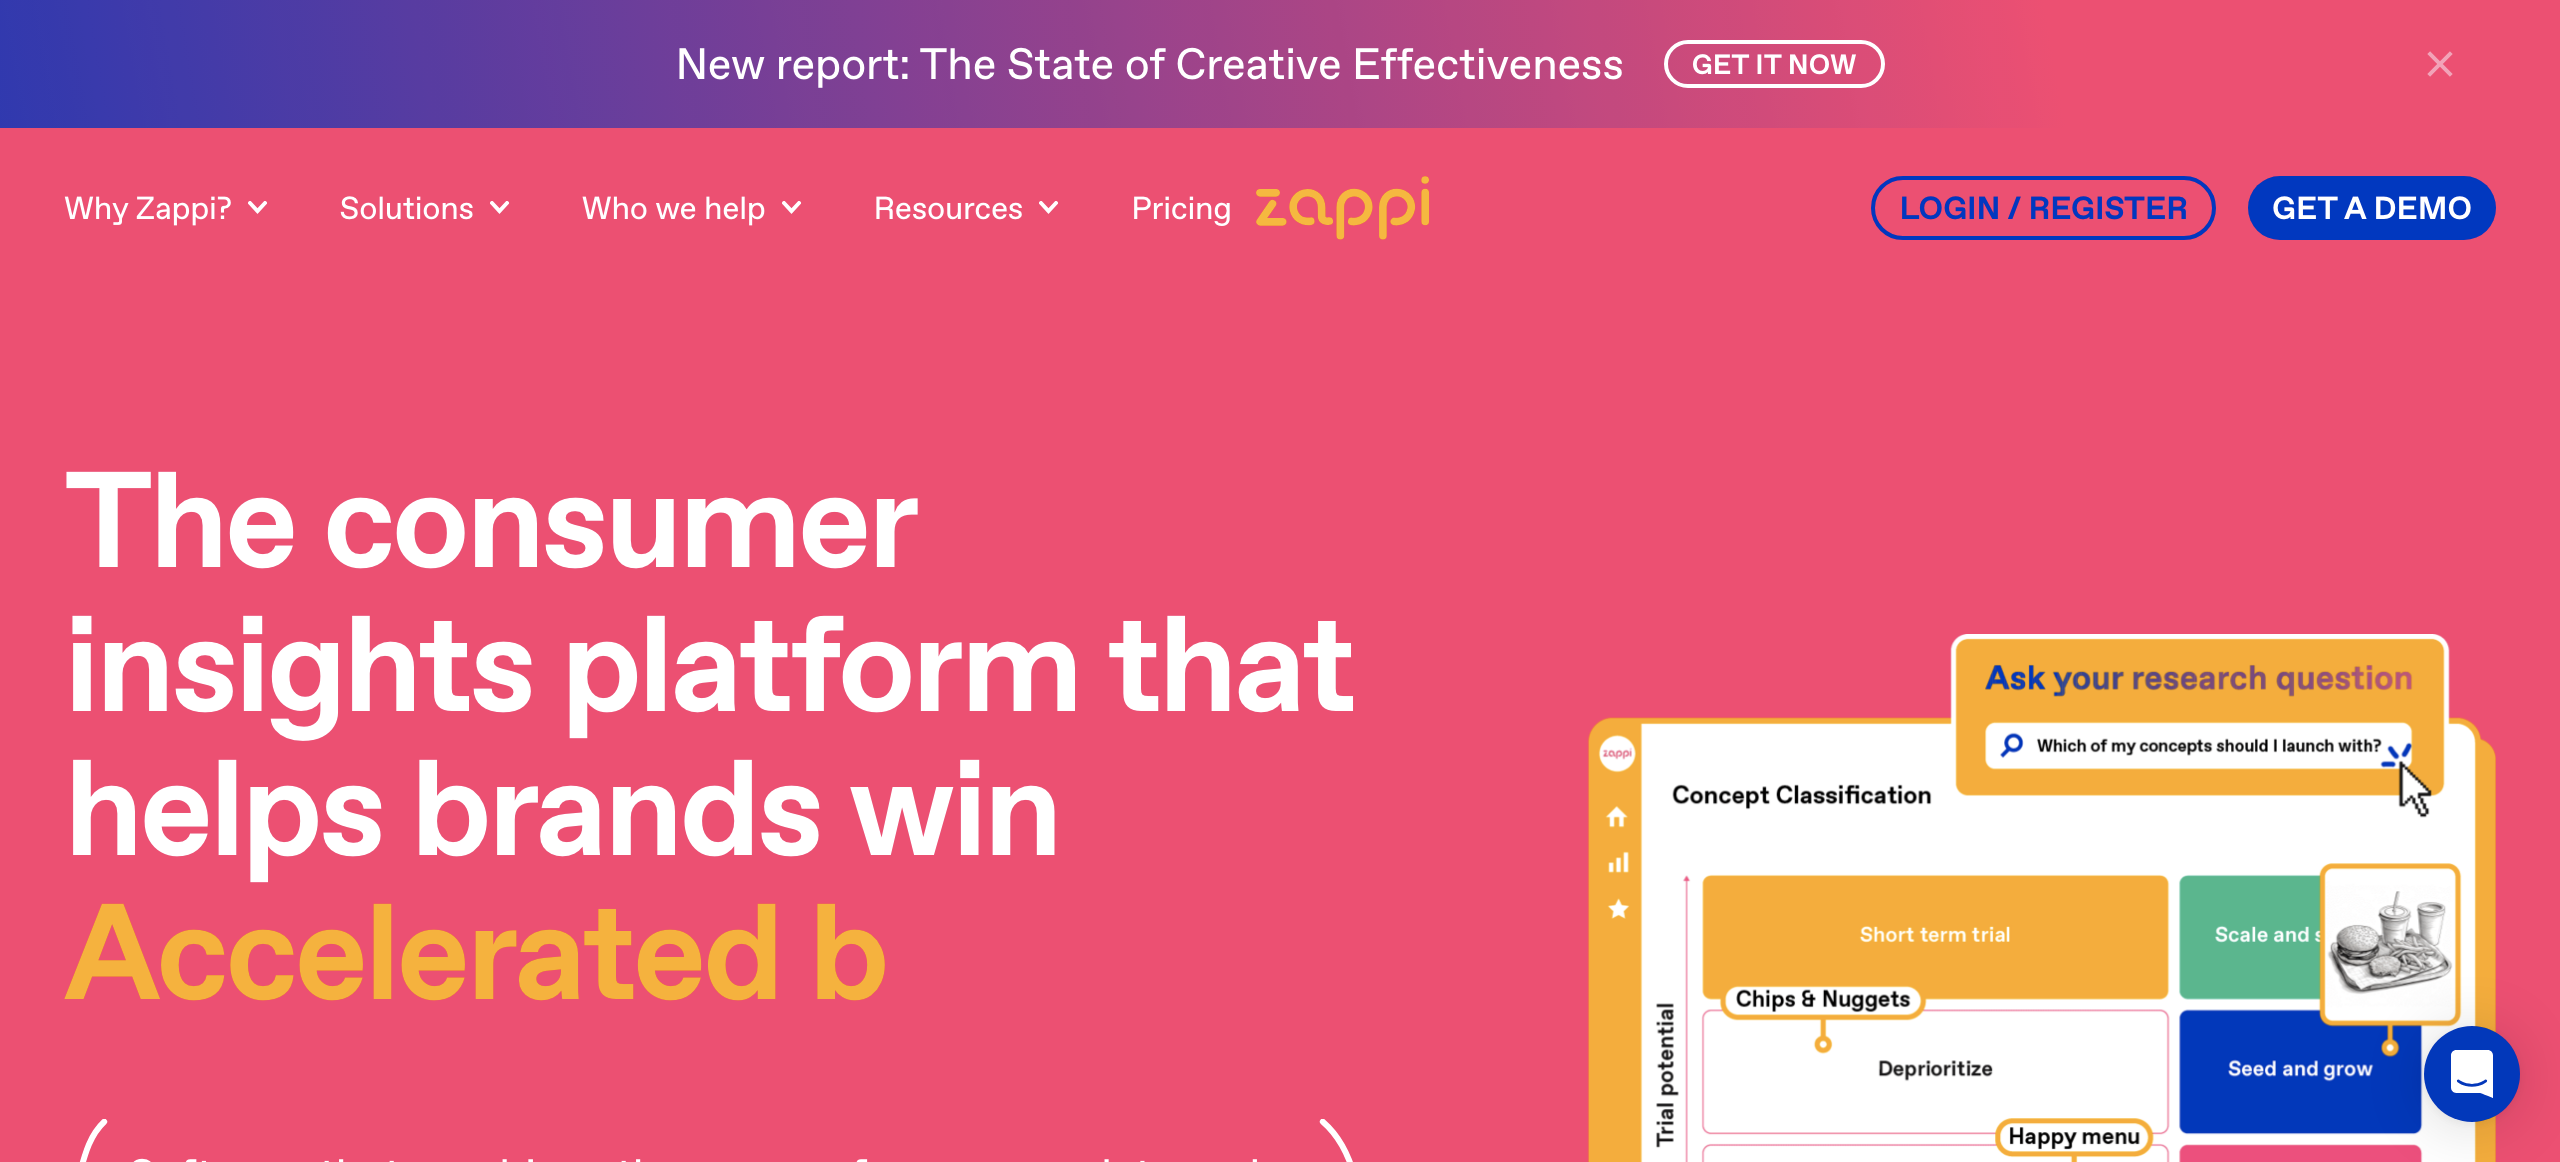 New report: The State of Creative Effectiveness GET IT NOW
Why Zappi? Solutions Who we help Resources Pricing zappi LOGIN / REGISTER GET A DEMO
The consumer
insights platform that
helps brands win
Accelerated b
Ask your research question
Which of my concepts should I launch with?
zappi
Concept Classification
Short term trial
Scale and
Chips & Nuggets
Trial potential
Deprioritize
Seed and grow
Happy menu